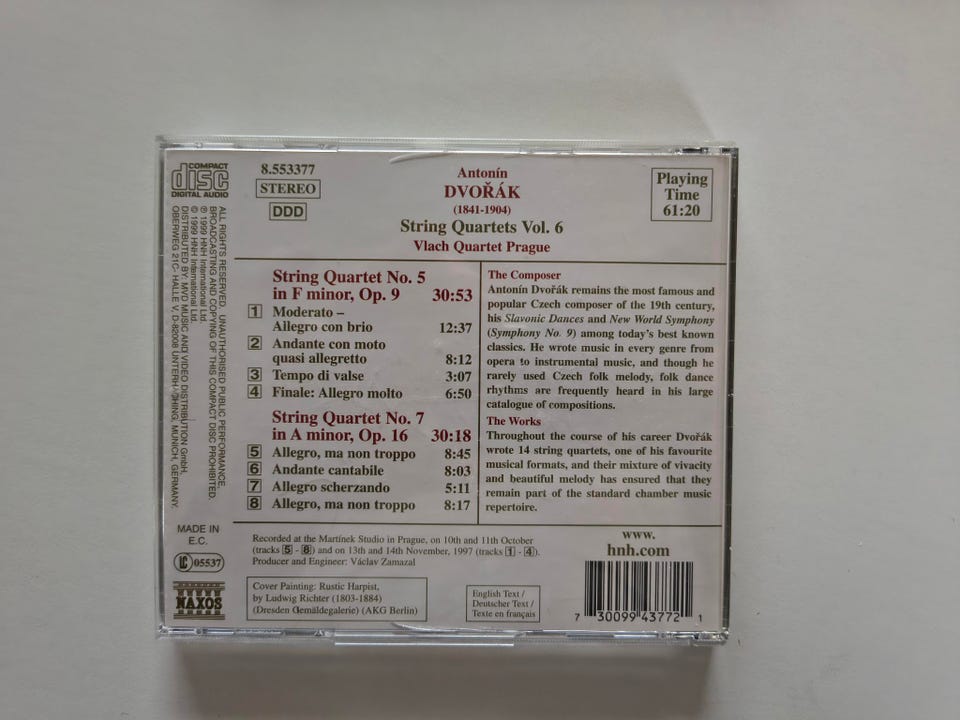 COMPACT
disc
DIGITAL AUDIO
8.553377
STEREO
DDD
Antonín
DVOŘÁK
(1841-1904)
String Quartets Vol. 6
Vlach Quartet Prague
Playing
Time
61:20
ALL RIGHTS RESERVED. UNAUTHORISED PUBLIC PERFORMANCE,
BROADCASTING AND COPYING OF THIS COMPACT DISC PROHIBITED.
℗ 1999 HNH International Ltd.
© 1999 HNH International Ltd.
DISTRIBUTED BY: MVD MUSIC AND VIDEO DISTRIBUTION GmbH,
OBERWEG 21C- HALLE V, D-82008 UNTERHACHING, MUNICH, GERMANY.
String Quartet No. 5
in F minor, Op. 9 30:53
1 Moderato –
Allegro con brio 12:37
2 Andante con moto
quasi allegretto 8:12
3 Tempo di valse 3:07
4 Finale: Allegro molto 6:50
String Quartet No. 7
in A minor, Op. 16 30:18
5 Allegro, ma non troppo 8:45
6 Andante cantabile 8:03
7 Allegro scherzando 5:11
8 Allegro, ma non troppo 8:17
The Composer
Antonín Dvořák remains the most famous and
popular Czech composer of the 19th century,
his Slavonic Dances and New World Symphony
(Symphony No. 9) among today's best known
classics. He wrote music in every genre from
opera to instrumental music, and though he
rarely used Czech folk melody, folk dance
rhythms are frequently heard in his large
catalogue of compositions.
The Works
Throughout the course of his career Dvořák
wrote 14 string quartets, one of his favourite
musical formats, and their mixture of vivacity
and beautiful melody has ensured that they
remain part of the standard chamber music
repertoire.
MADE IN
E.C.
LC 05537
NAXOS
Recorded at the Martínek Studio in Prague, on 10th and 11th October
(tracks 5 - 8) and on 13th and 14th November, 1997 (tracks 1 - 4).
Producer and Engineer: Václav Zamazal
Cover Painting: Rustic Harpist,
by Ludwig Richter (1803-1884)
(Dresden Gemäldegalerie) (AKG Berlin)
English Text /
Deutscher Text /
Texte en français
www.
hnh.com
7 30099 43772 1